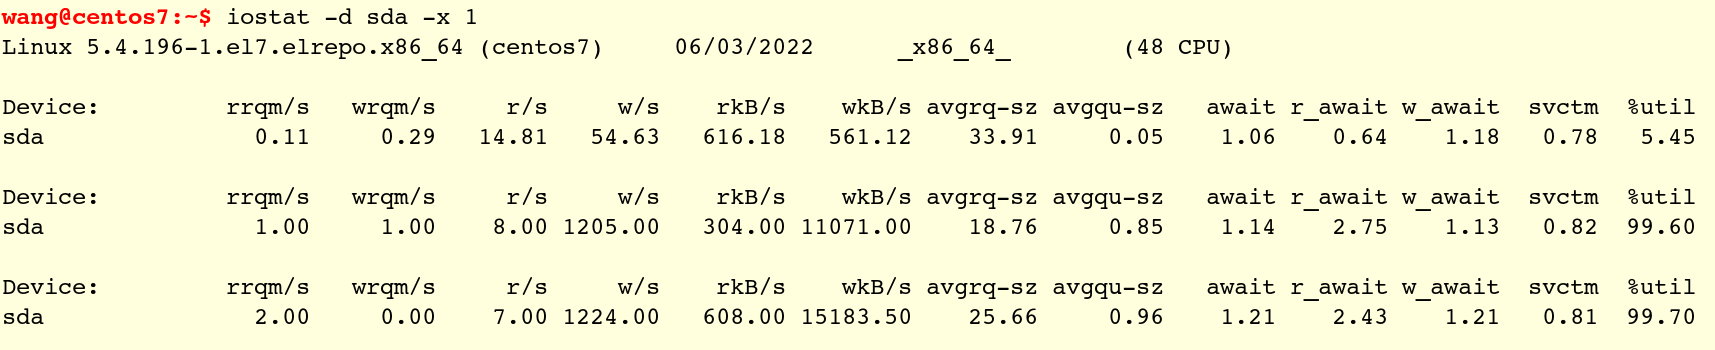 wang@centos7:~$ iostat -d sda -x 1
Linux 5.4.196-1.el7.elrepo.x86_64 (centos7) 06/03/2022 _x86_64_ (48 CPU)
Device: rrqm/s wrqm/s r/s w/s rkB/s wkB/s avgrq-sz avgqu-sz await r_await w_await svctm %util
sda 0.11 0.29 14.81 54.63 616.18 561.12 33.91 0.05 1.06 0.64 1.18 0.78 5.45
Device: rrqm/s wrqm/s r/s w/s rkB/s wkB/s avgrq-sz avgqu-sz await r_await w_await svctm %util
sda 1.00 1.00 8.00 1205.00 304.00 11071.00 18.76 0.85 1.14 2.75 1.13 0.82 99.60
Device: rrqm/s wrqm/s r/s w/s rkB/s wkB/s avgrq-sz avgqu-sz await r_await w_await svctm %util
sda 2.00 0.00 7.00 1224.00 608.00 15183.50 25.66 0.96 1.21 2.43 1.21 0.81 99.70